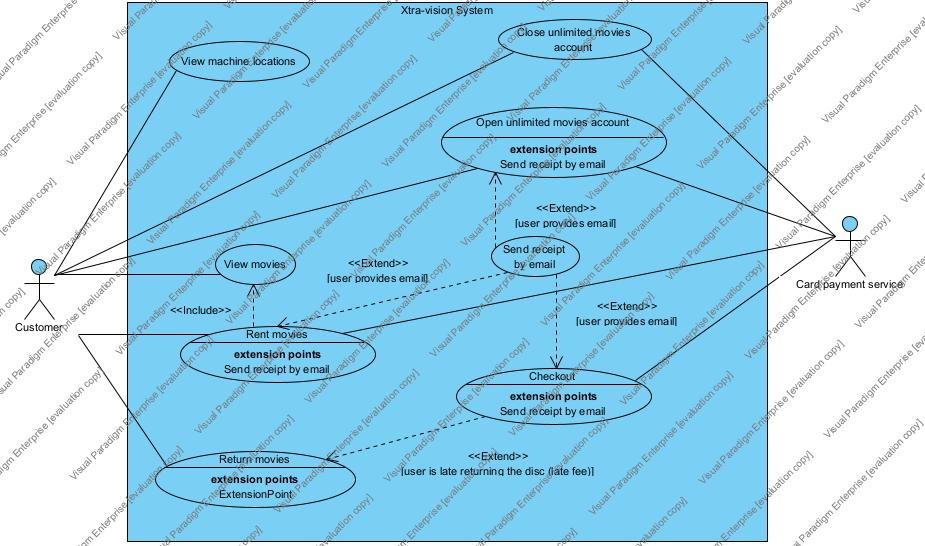 Xtra-vision System
Close unlimited movies
account
View machine locations
Open unlimited movies account
extension points
Send receipt by email
<<Extend>>
[user provides email]
Send receipt
by email
View movies
<<Extend>>
[user provides email]
Card payment service
<<Include>>
<<Extend>>
[user provides email]
Customer
Rent movies
extension points
Send receipt by email
Checkout
extension points
Send receipt by email
<<Extend>>
[user is late returning the disc (late fee)]
Return movies
extension points
ExtensionPoint
Visual Paradigm Enterprise [evaluation copy]